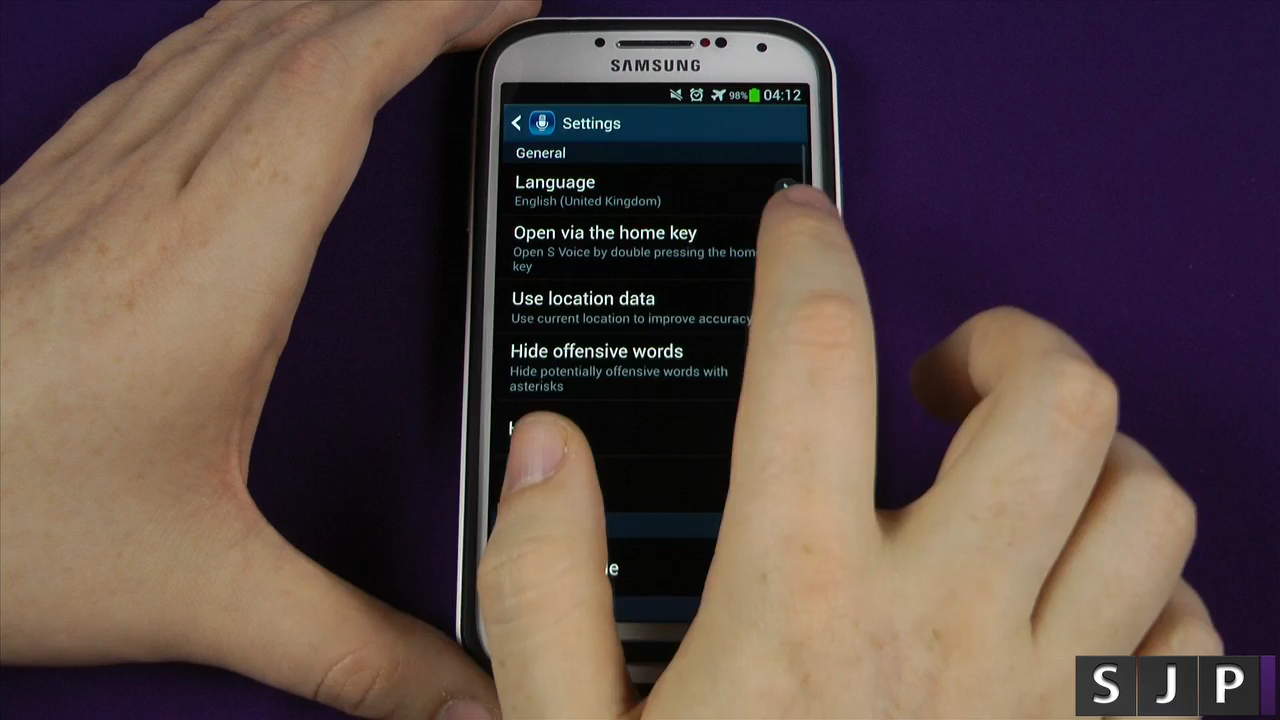 SAMSUNG
98% 04:12
Settings
General
Language
English (United Kingdom)
Open via the home key
Open S Voice by double pressing the hom
key
Use location data
Use current location to improve accuracy
Hide offensive words
Hide potentially offensive words with
asterisks
SJP